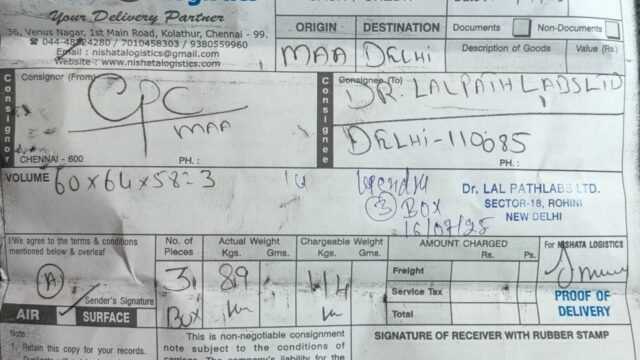 Your Delivery Partner
36, Venus Nagar, 1st Main Road, Kolathur, Chennai - 99.
☎ 044-48524280 / 7010458303 / 9380559960
Email : nishatalogistics@gmail.com
Website : www.nishatalogistics.com
ORIGIN DESTINATION
MAA DELHI
Documents Non-Documents
Description of Goods Value (Rs.)
Consignor
Consignor (From)
CPC
MAA
CHENNAI - 600 PH. :
Consignee
Consignee (To)
DR. LALPATH LABS LTD
DELHI-110085
PH. :
VOLUME 60x64x58=3
3 BOX
16/07/25
Dr. LAL PATHLABS LTD.
SECTOR-18, ROHINI
NEW DELHI
I/We agree to the terms & conditions
mentioned below & overleaf
A
Sender's Signature
AIR SURFACE
No. of Pieces
3
Box
Actual Weight
Kgs. Gms.
89
Chargeable Weight
Kgs. Gms.
AMOUNT CHARGED
Rs. Ps.
Freight
Service Tax
Total
For NISHATA LOGISTICS
PROOF OF
DELIVERY
Note :
1. Retain this copy for your records.
This is non-negotiable consignment
note subject to the conditions of
SIGNATURE OF RECEIVER WITH RUBBER STAMP